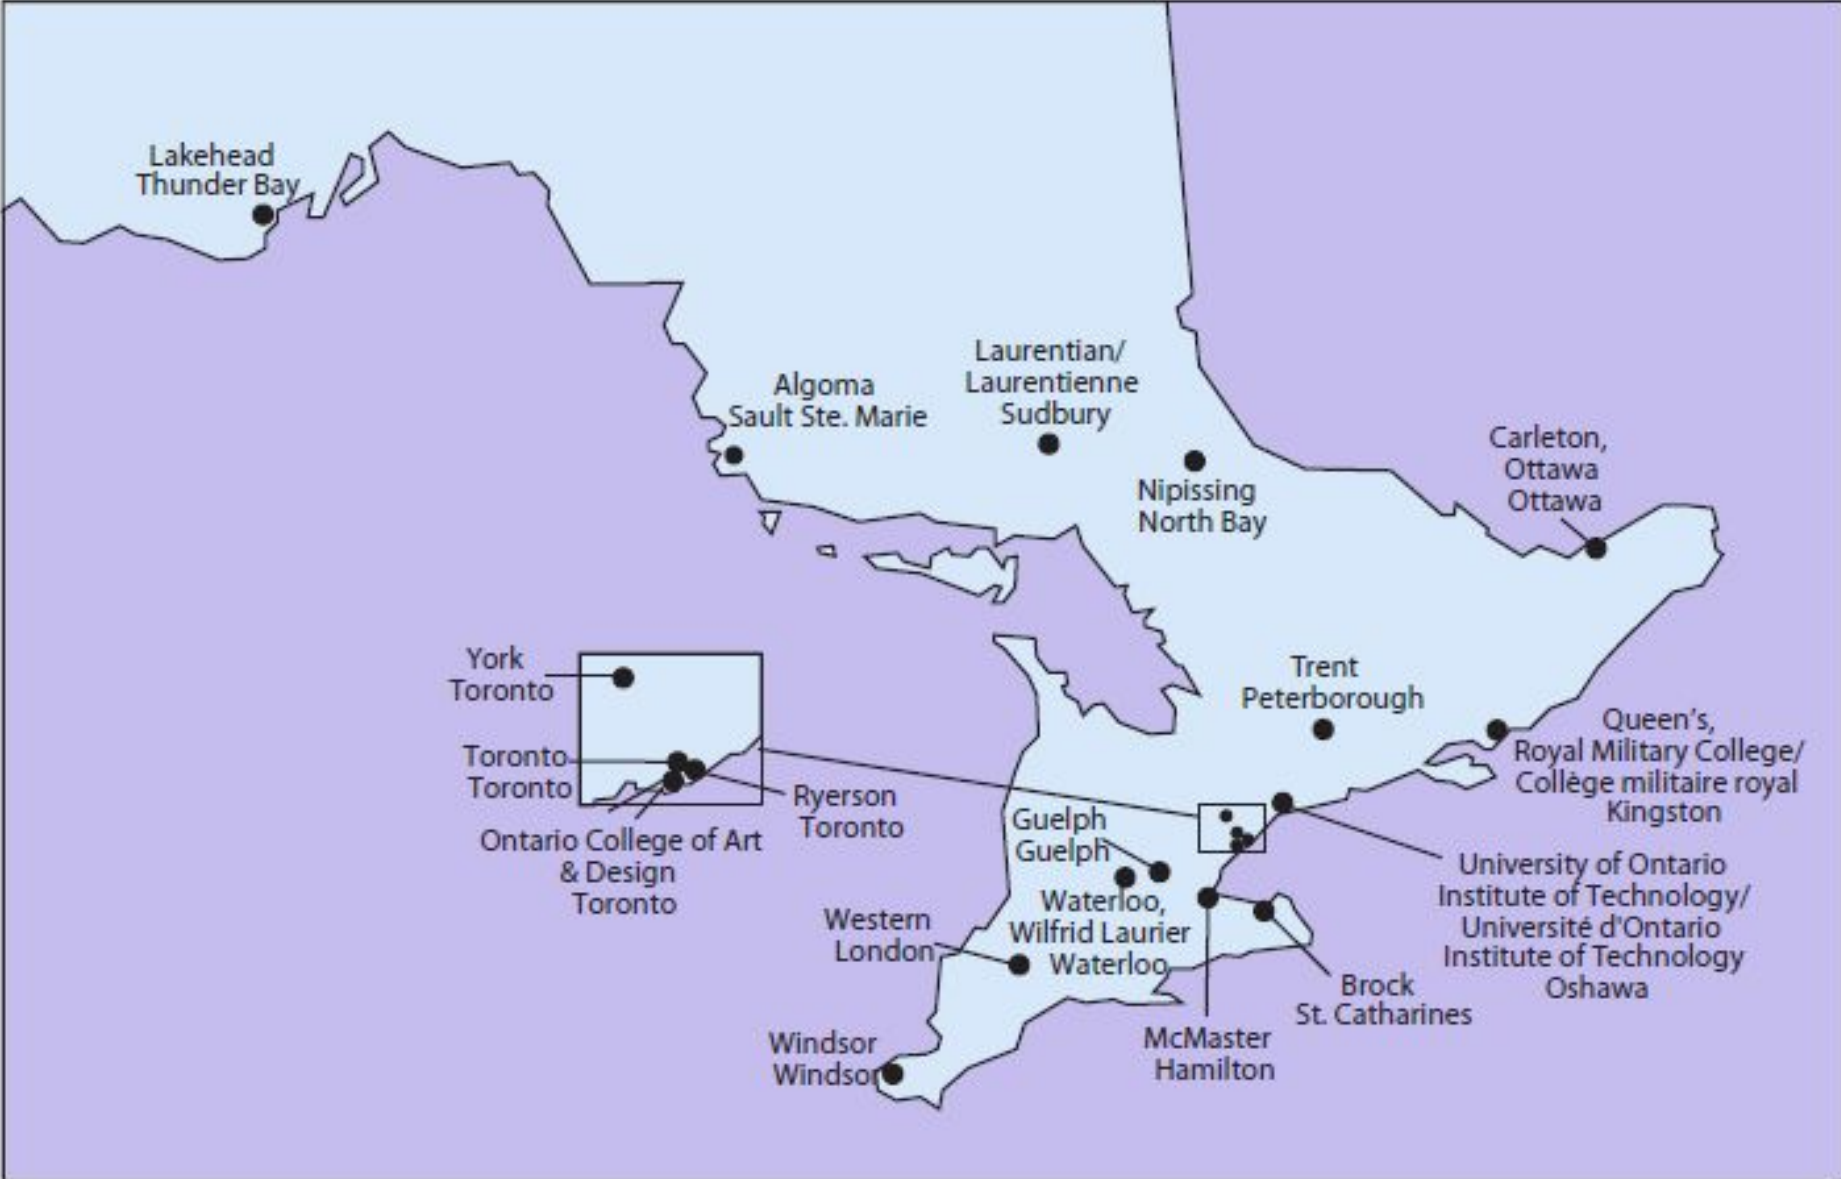 Lakehead
Thunder Bay
Algoma
Sault Ste. Marie
Laurentian/
Laurentienne
Sudbury
Nipissing
North Bay
Carleton,
Ottawa
Ottawa
York
Toronto
Toronto
Toronto
Ryerson
Toronto
Ontario College of Art
& Design
Toronto
Trent
Peterborough
Queen's,
Royal Military College/
Collège militaire royal
Kingston
Guelph
Guelph
Waterloo,
Wilfrid Laurier
Waterloo
University of Ontario
Institute of Technology/
Université d'Ontario
Institute of Technology
Oshawa
Western
London
Brock
St. Catharines
McMaster
Hamilton
Windsor
Windsor